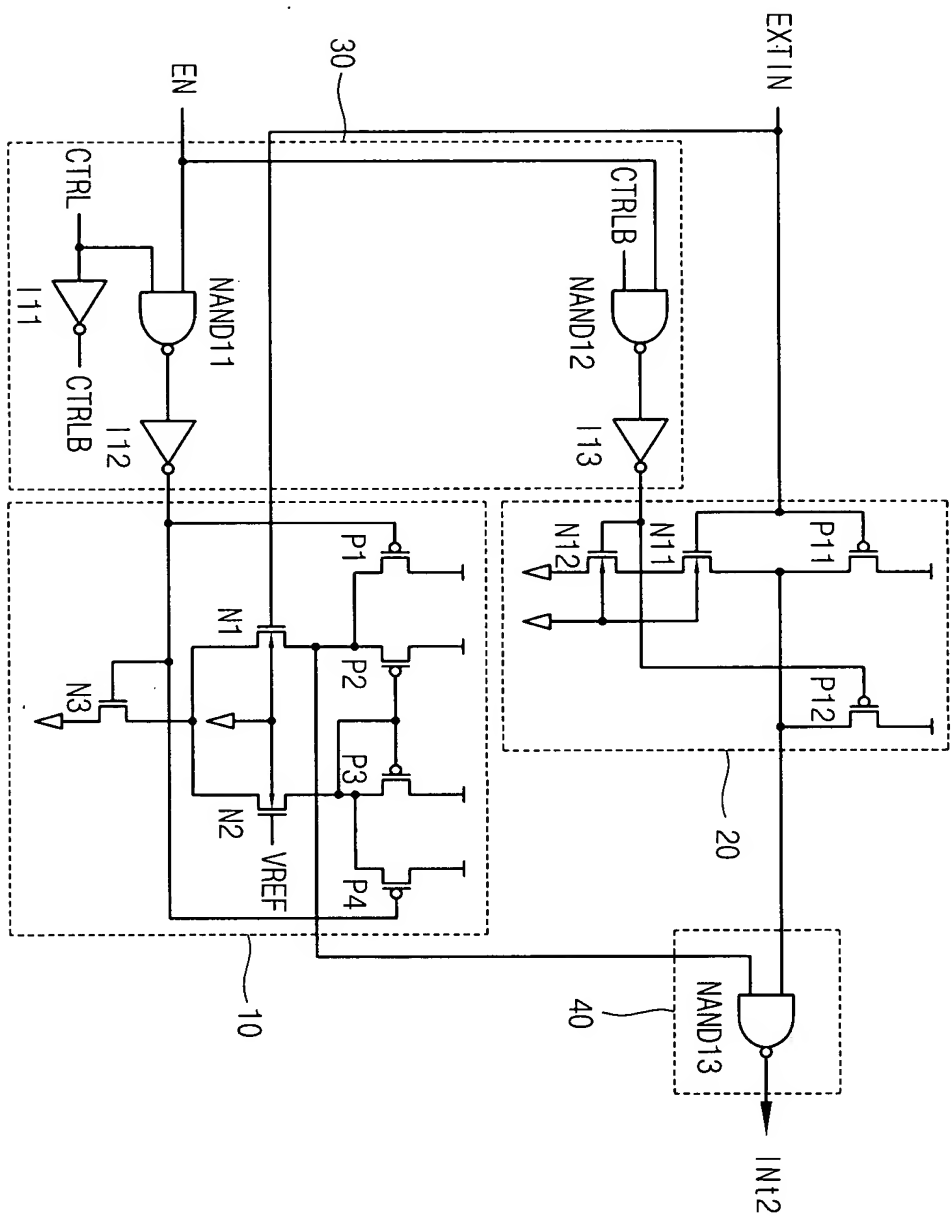 EXTIN
EN
30
CTRLB
NAND12
I13
CTRL
NAND11
I11
CTRLB
I12
P11
N11
N12
P12
20
P1
P2
P3
P4
N1
N2
VREF
N3
10
NAND13
40
INt2